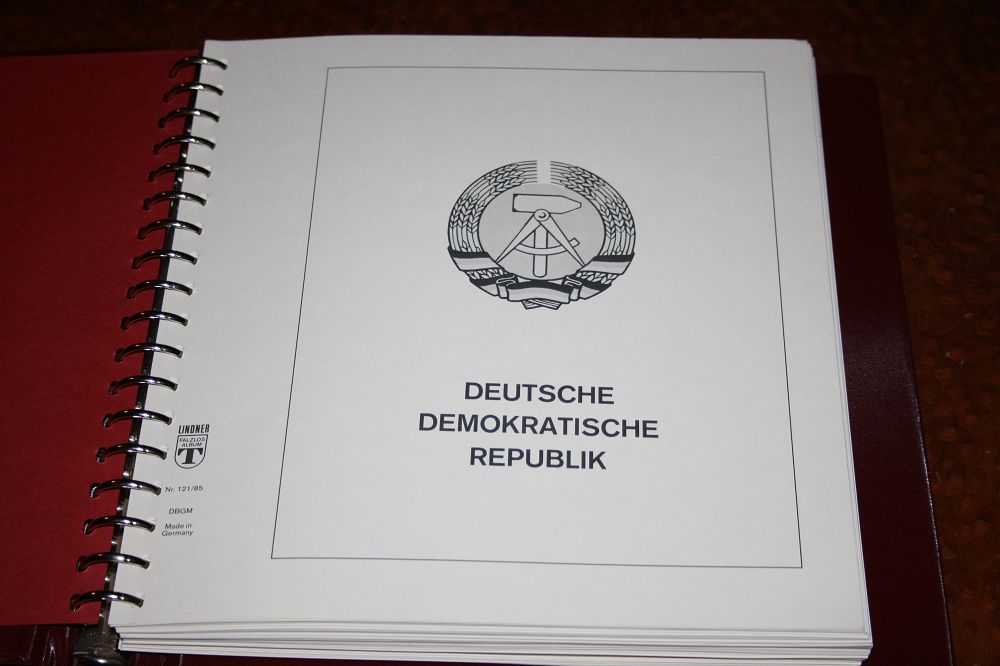 DEUTSCHE
DEMOKRATISCHE
REPUBLIK
LINDNER
FALZLOS
ALBUM
T
Nr. 121/85
DBGM
Made in
Germany